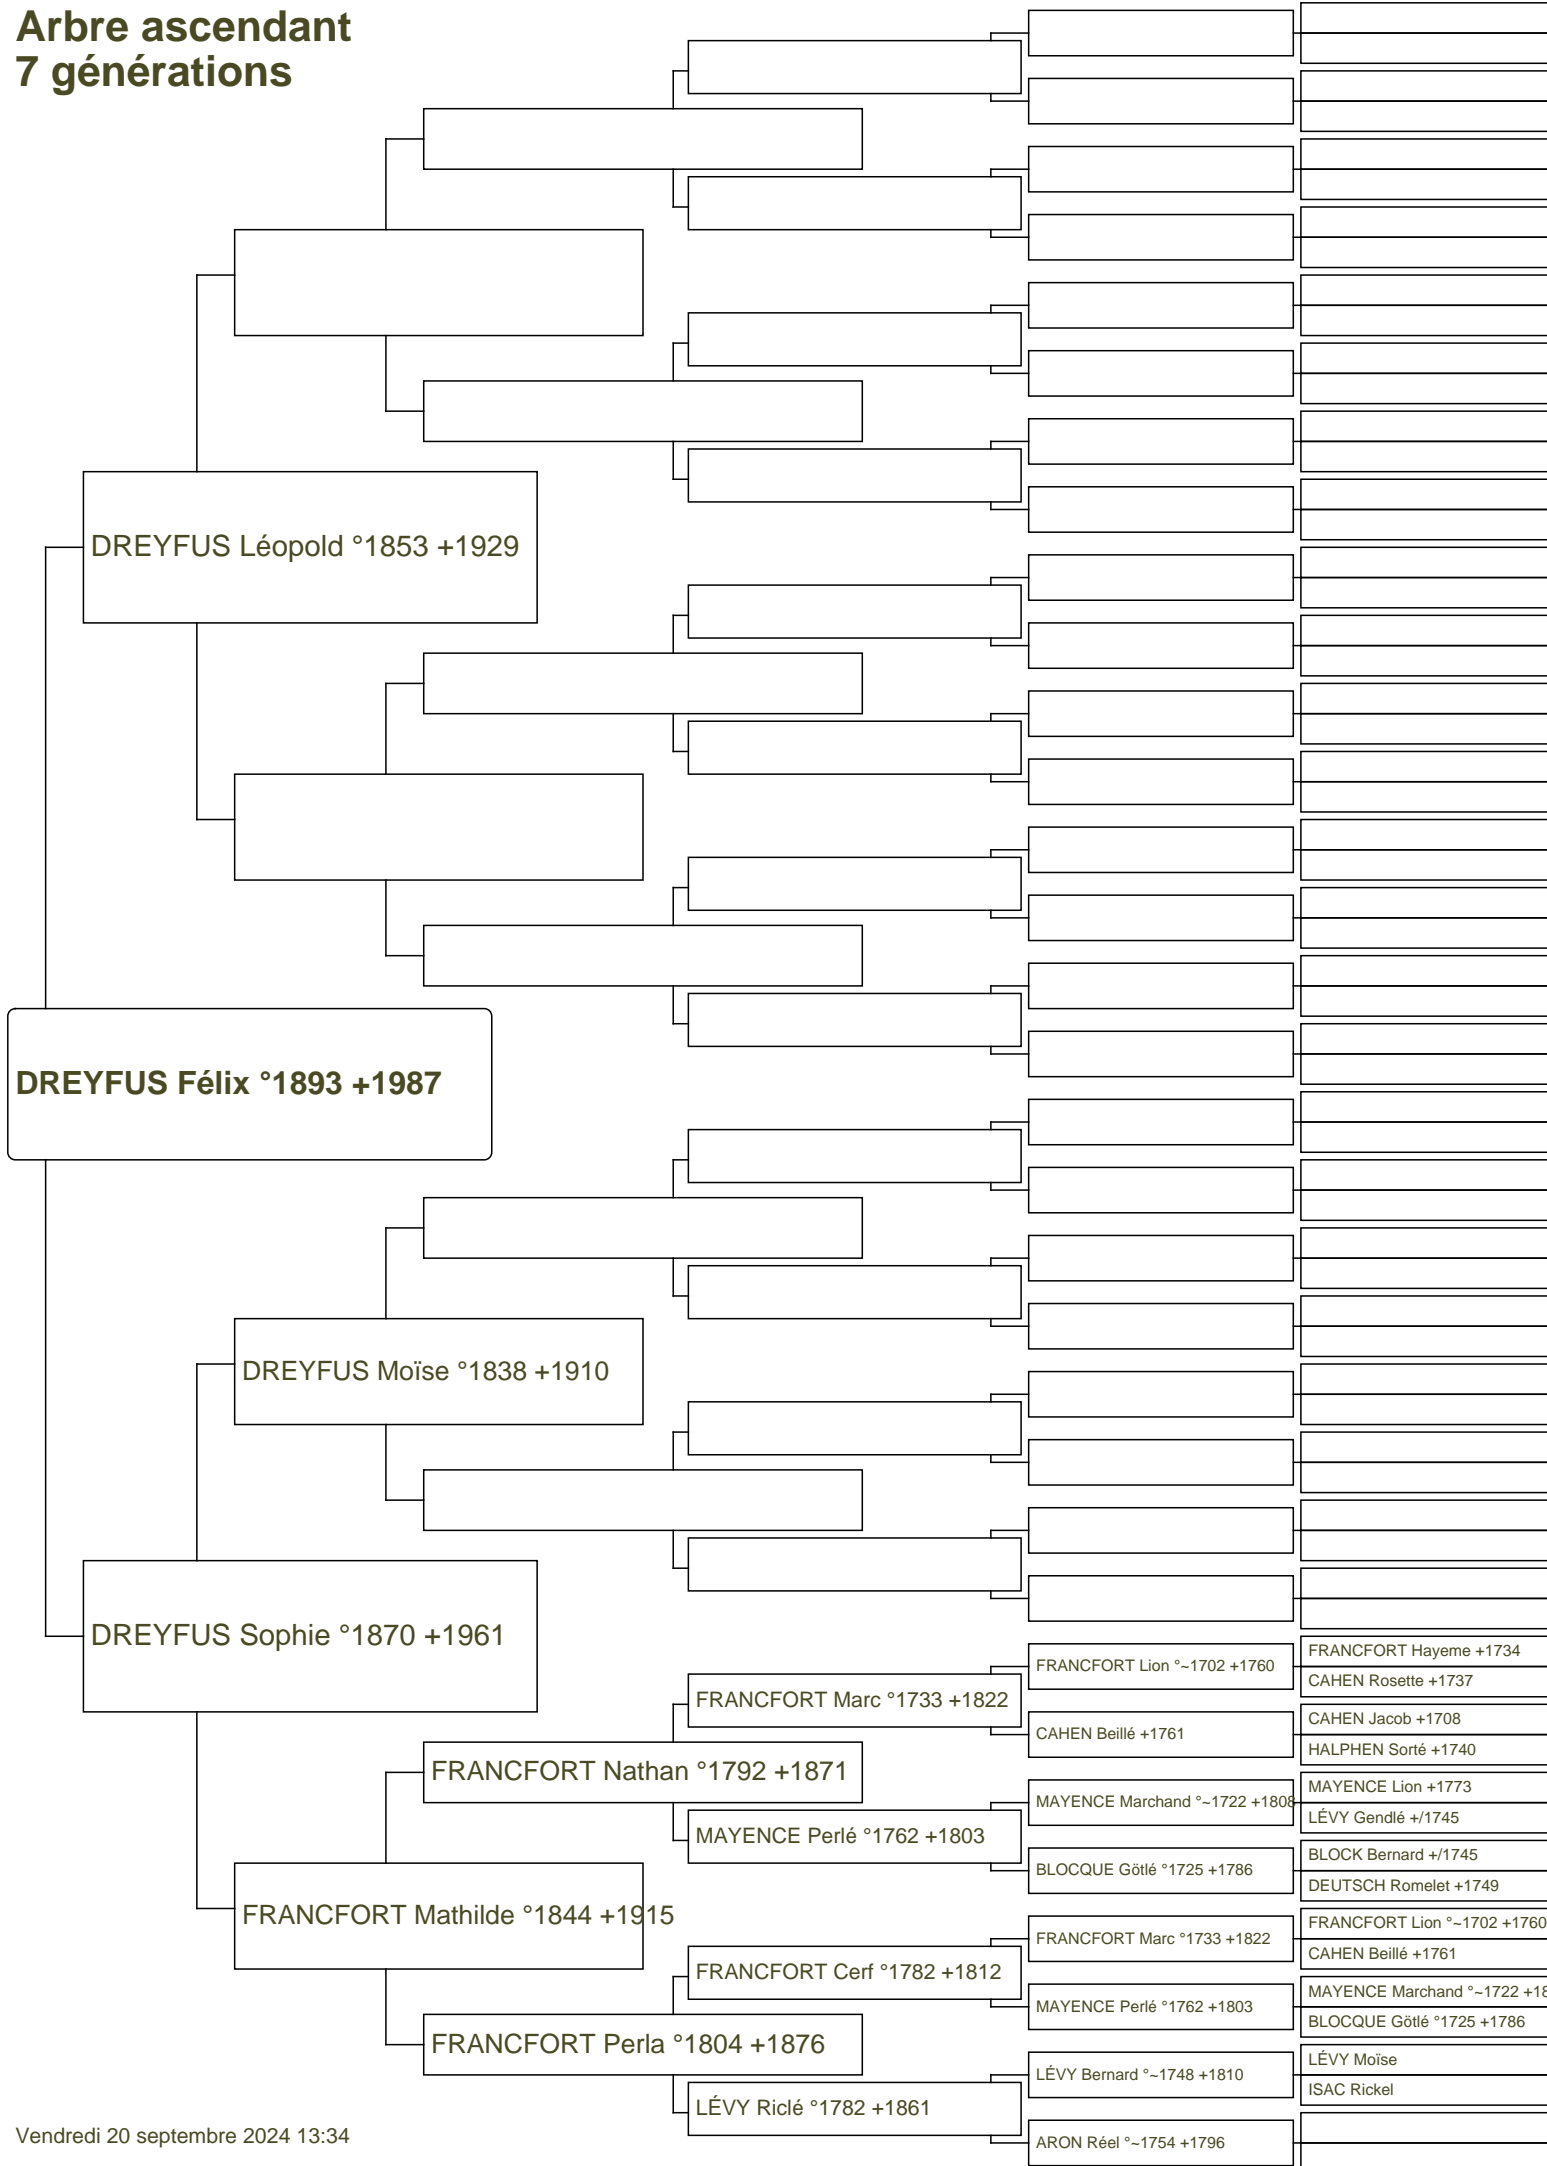 Arbre ascendant
7 générations
DREYFUS Léopold °1853 +1929
DREYFUS Félix °1893 +1987
DREYFUS Moïse °1838 +1910
DREYFUS Sophie °1870 +1961
FRANCFORT Hayeme +1734
FRANCFORT Lion °~1702 +1760
CAHEN Rosette +1737
FRANCFORT Marc °1733 +1822
CAHEN Jacob +1708
CAHEN Beillé +1761
HALPHEN Sorté +1740
FRANCFORT Nathan °1792 +1871
MAYENCE Lion +1773
MAYENCE Marchand °~1722 +1808
LÉVY Gendlé +/1745
MAYENCE Perlé °1762 +1803
BLOCK Bernard +/1745
BLOCQUE Götlé °1725 +1786
DEUTSCH Romelet +1749
FRANCFORT Mathilde °1844 +1915
FRANCFORT Lion °~1702 +1760
FRANCFORT Marc °1733 +1822
CAHEN Beillé +1761
FRANCFORT Cerf °1782 +1812
MAYENCE Marchand °~1722 +18
MAYENCE Perlé °1762 +1803
BLOCQUE Götlé °1725 +1786
FRANCFORT Perla °1804 +1876
LÉVY Moïse
LÉVY Bernard °~1748 +1810
ISAC Rickel
LÉVY Riclé °1782 +1861
ARON Réel °~1754 +1796
Vendredi 20 septembre 2024 13:34